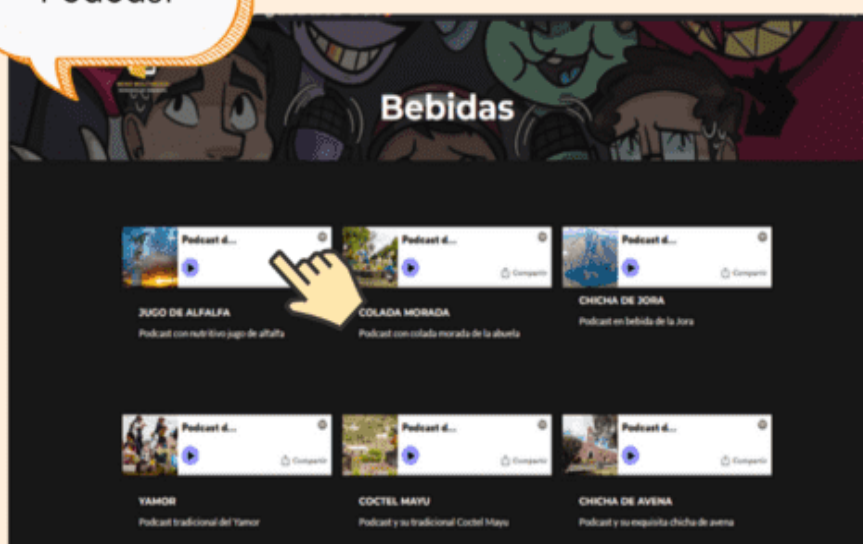 Podcast
Bebidas
Podcast d...
Podcast d...
Compartir
Podcast d...
Compartir
JUGO DE ALFALFA
Podcast con nutritivo jugo de alfalfa
COLADA MORADA
Podcast con colada morada de la abuela
CHICHA DE JORA
Podcast en bebida de la Jora
Podcast d...
Compartir
Podcast d...
Compartir
Podcast d...
Compartir
YAMOR
Podcast tradicional del Yamor
COCTEL MAYU
Podcast y su tradicional Coctel Mayu
CHICHA DE AVENA
Podcast y su exquisita chicha de avena